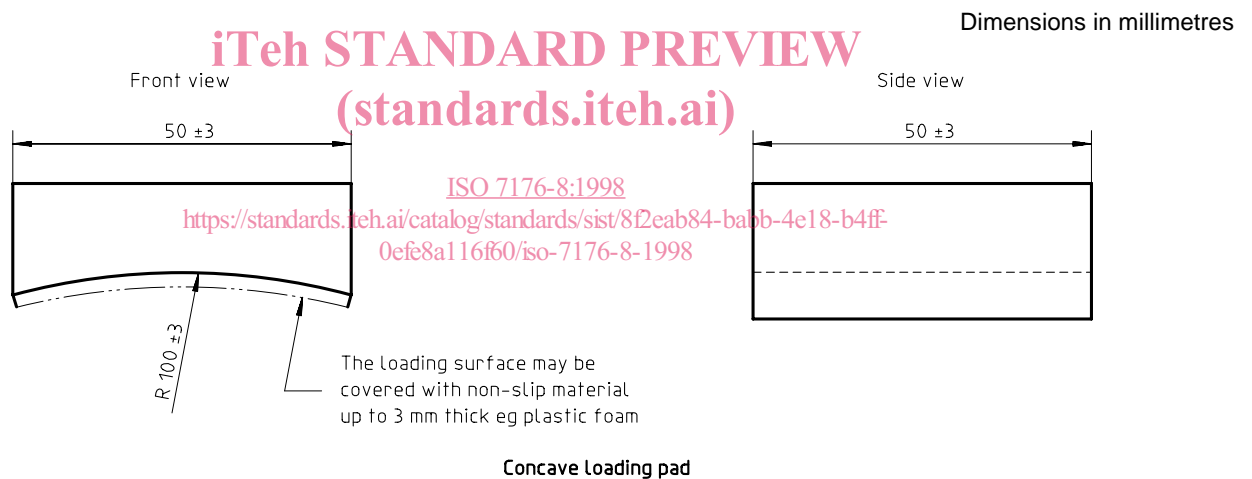 Dimensions in millimetres
iTeh STANDARD PREVIEW
Front view
Side view
(standards.iteh.ai)
50 ±3
50 ±3
ISO 7176-8:1998
https://standards.iteh.ai/catalog/standards/sist/8f2eab84-babb-4e18-b4ff-
0efe8a116f60/iso-7176-8-1998
R 100 ±3
The loading surface may be
covered with non-slip material
up to 3 mm thick eg plastic foam
Concave loading pad